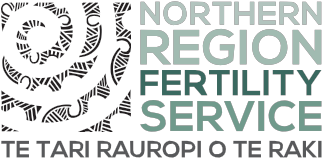 NORTHERN
REGION
FERTILITY
SERVICE
TE TARI RAUROPI O TE RAKI